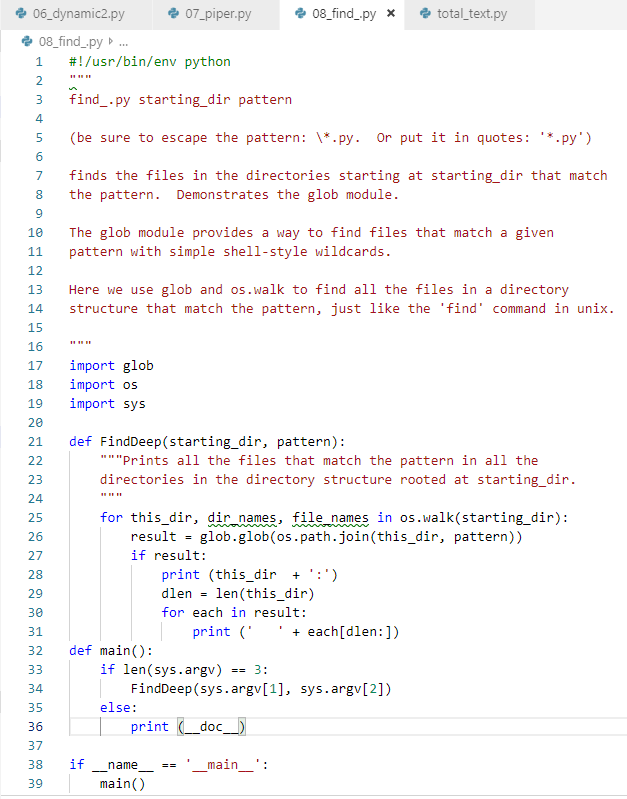 06_dynamic2.py 07_piper.py 08_find_.py × total_text.py
08_find_.py ▸ ...
1 #!/usr/bin/env python
2 """
3 find_.py starting_dir pattern
4
5 (be sure to escape the pattern: \*.py.  Or put it in quotes: '*.py')
6
7 finds the files in the directories starting at starting_dir that match
8 the pattern.  Demonstrates the glob module.
9
10 The glob module provides a way to find files that match a given
11 pattern with simple shell-style wildcards.
12
13 Here we use glob and os.walk to find all the files in a directory
14 structure that match the pattern, just like the 'find' command in unix.
15
16 """
17 import glob
18 import os
19 import sys
20
21 def FindDeep(starting_dir, pattern):
22     """Prints all the files that match the pattern in all the
23     directories in the directory structure rooted at starting_dir.
24     """
25     for this_dir, dir_names, file_names in os.walk(starting_dir):
26         result = glob.glob(os.path.join(this_dir, pattern))
27         if result:
28             print (this_dir  + ':')
29             dlen = len(this_dir)
30             for each in result:
31                 print ('   ' + each[dlen:])
32 def main():
33     if len(sys.argv) == 3:
34         FindDeep(sys.argv[1], sys.argv[2])
35     else:
36         print (__doc__)
37
38 if __name__ == '__main__':
39     main()